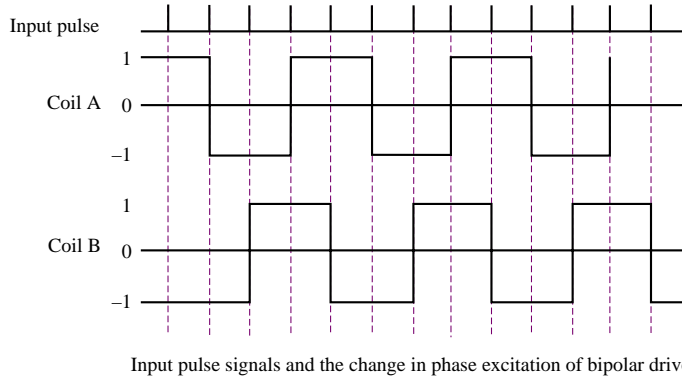 Input pulse
1
Coil A 0
–1
1
Coil B 0
–1
Input pulse signals and the change in phase excitation of bipolar drive